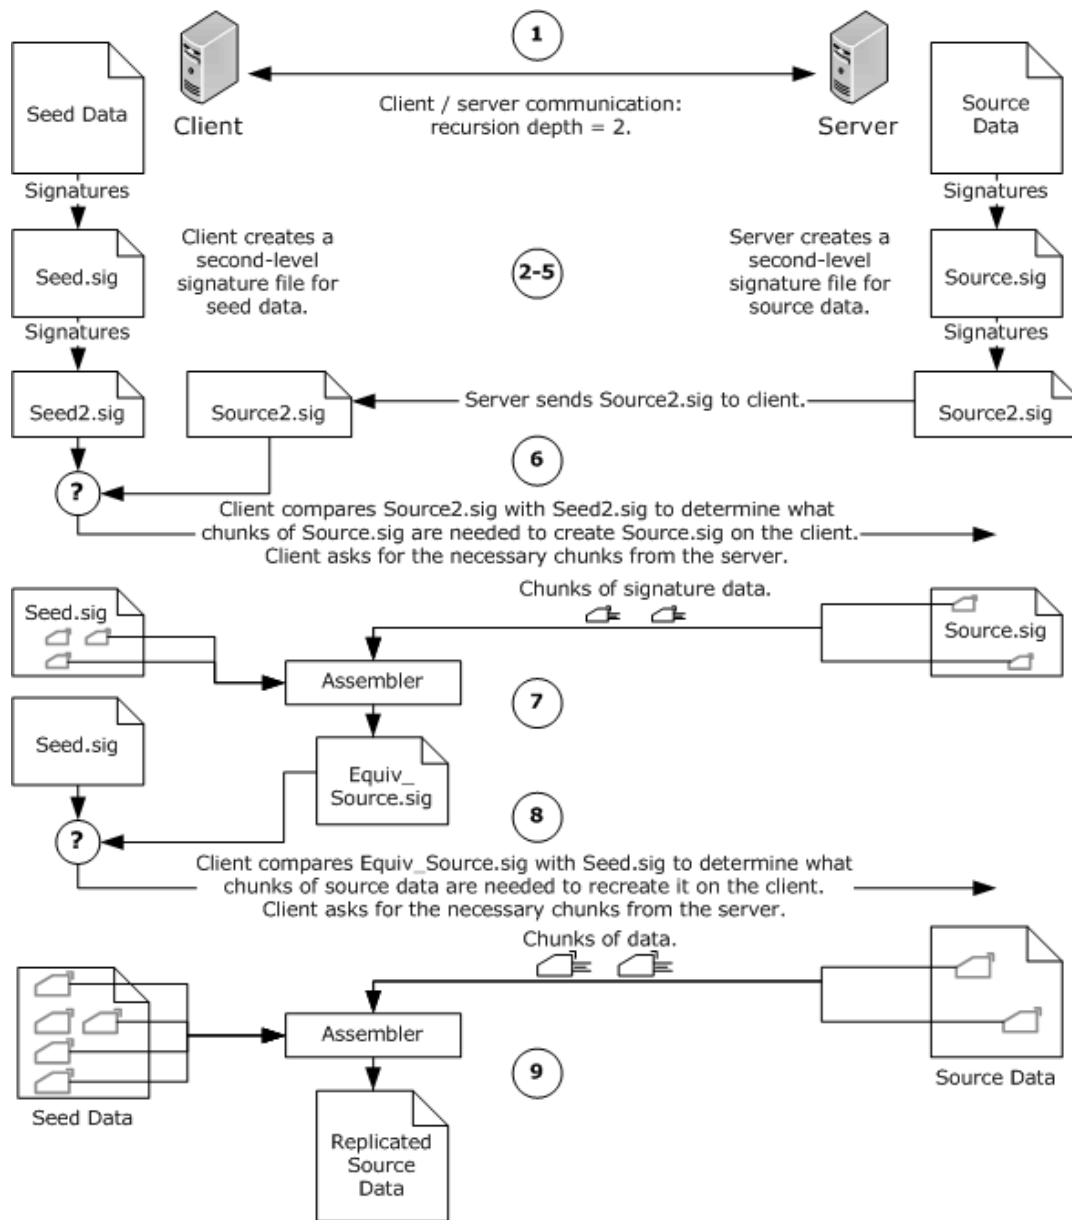 1
Seed Data
Client
Client / server communication:
recursion depth = 2.
Server
Source
Data
Signatures
Signatures
Seed.sig
Client creates a
second-level
signature file for
seed data.
2-5
Server creates a
second-level
signature file for
source data.
Source.sig
Signatures
Signatures
Seed2.sig
Source2.sig
Server sends Source2.sig to client.
Source2.sig
6
?
Client compares Source2.sig with Seed2.sig to determine what
chunks of Source.sig are needed to create Source.sig on the client.
Client asks for the necessary chunks from the server.
Chunks of signature data.
Seed.sig
Source.sig
Assembler
7
Seed.sig
Equiv_
Source.sig
8
?
Client compares Equiv_Source.sig with Seed.sig to determine what
chunks of source data are needed to recreate it on the client.
Client asks for the necessary chunks from the server.
Chunks of data.
Assembler
9
Seed Data
Source Data
Replicated
Source
Data